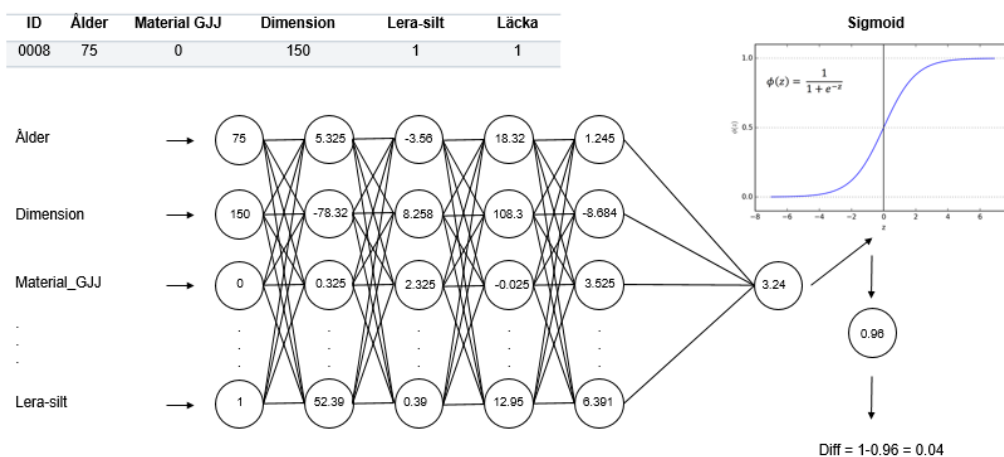 ID Ålder Material GJJ Dimension Lera-silt Läcka
0008 75 0 150 1 1
Sigmoid
1.0
0.5
0.0
ϕ(z)
ϕ(z) = 1 / (1 + e^-z)
-8 -6 -4 -2 0 2 4 6
z
Ålder 75 5.325 -3.56 18.32 1.245
Dimension 150 -78.32 8.258 108.3 -8.684
Material_GJJ 0 0.325 2.325 -0.025 3.525
3.24
0.96
. . . . . .
. . . . . .
. . . . . .
Lera-silt 1 52.39 0.39 12.95 6.391
Diff = 1-0.96 = 0.04